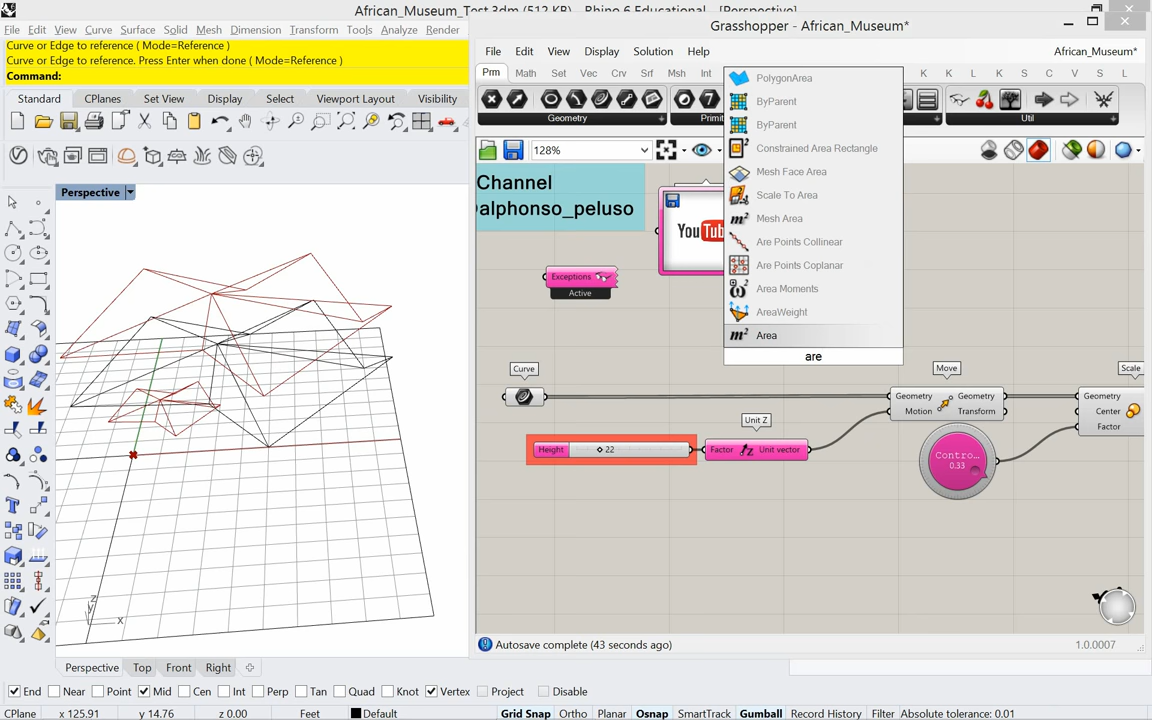 African_Museum_Test.3dm (512 KB) - Rhino 6 Educational - [Perspective]
File Edit View Curve Surface Solid Mesh Dimension Transform Tools Analyze Render
Curve or Edge to reference ( Mode=Reference )
Curve or Edge to reference. Press Enter when done ( Mode=Reference )
Command:
Standard CPlanes Set View Display Select Viewport Layout Visibility
Perspective
z
y
x
Perspective Top Front Right
End Near Point Mid Cen Int Perp Tan Quad Knot Vertex Project Disable
CPlane x 125.91 y 14.76 z 0.00 Feet Default Grid Snap Ortho Planar Osnap SmartTrack Gumball Record History Filter Absolute tolerance: 0.01
Grasshopper - African_Museum*
File Edit View Display Solution Help African_Museum*
Prm Math Set Vec Crv Srf Msh Int K K L S C U V S L
Geometry Primit Util
128%
Channel
alphonso_peluso
YouTub
Exceptions
Active
PolygonArea
ByParent
ByParent
Constrained Area Rectangle
Mesh Face Area
Scale To Area
m² Mesh Area
Are Points Collinear
Are Points Coplanar
Area Moments
AreaWeight
m² Area
are
Curve
Move
Scale
Geometry Geometry
Motion Transform
Geometry
Center
Factor
Unit Z
Height 22
Factor Unit vector
Contro...
0.33
Autosave complete (43 seconds ago)
1.0.0007